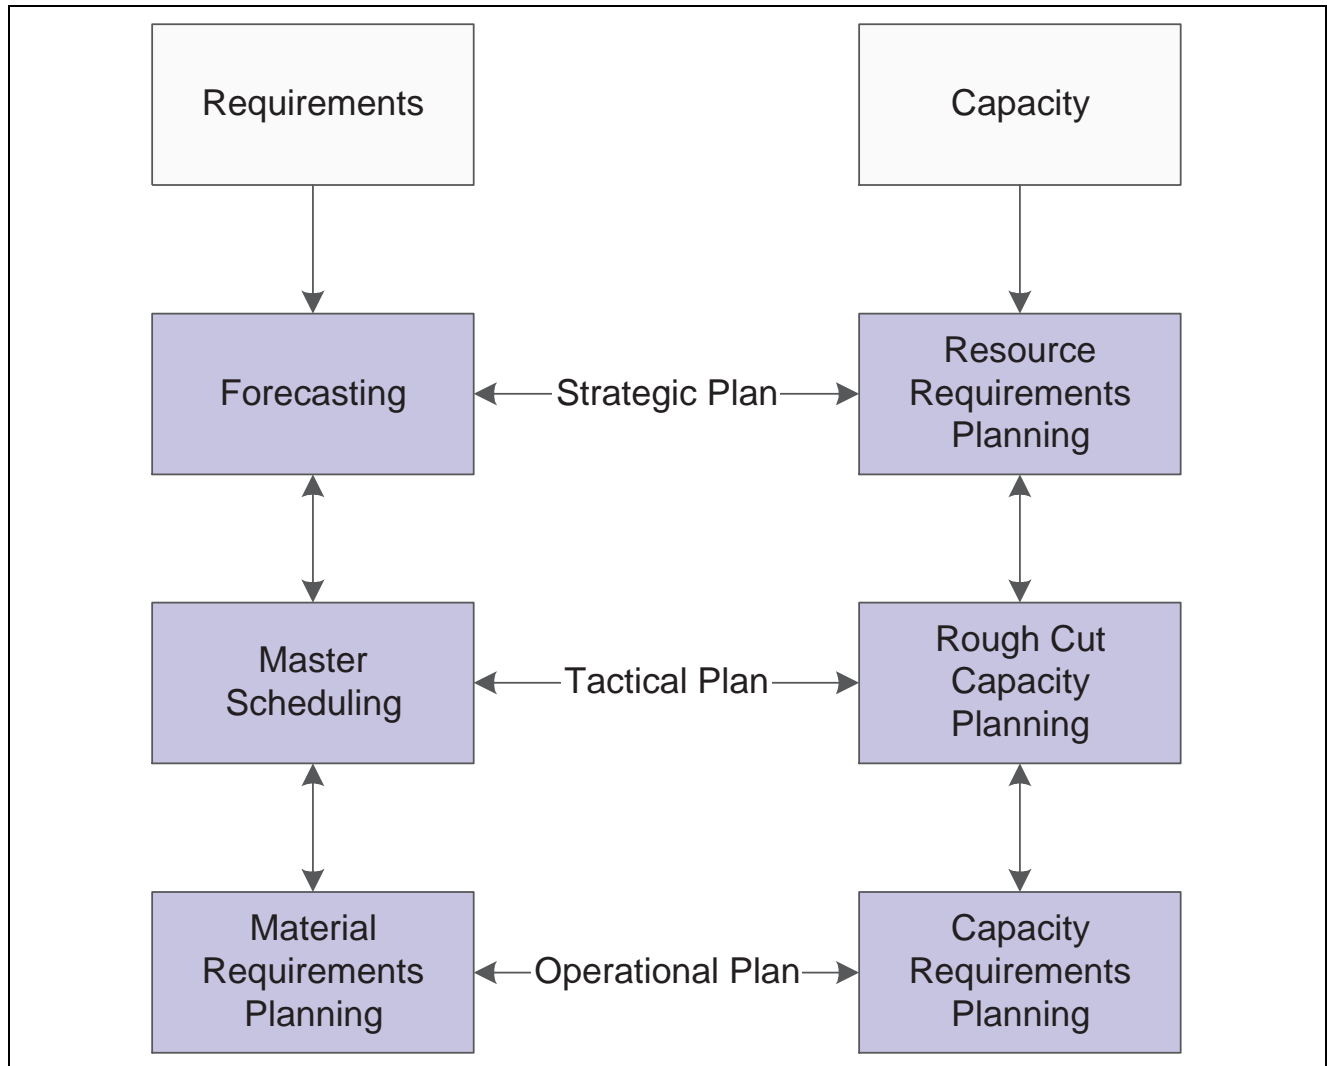 Requirements
Capacity
Forecasting
Strategic Plan
Resource
Requirements
Planning
Master
Scheduling
Tactical Plan
Rough Cut
Capacity
Planning
Material
Requirements
Planning
Operational Plan
Capacity
Requirements
Planning